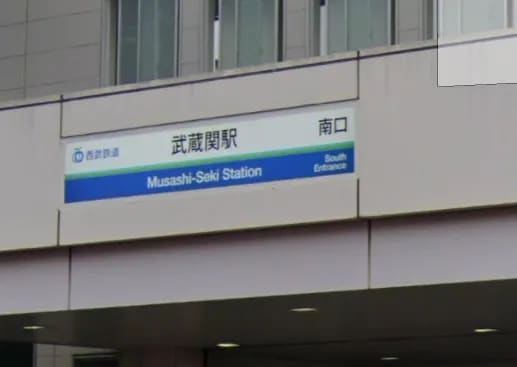 西武鉄道
武蔵関駅
南口
Musashi-Seki Station
South
Entrance